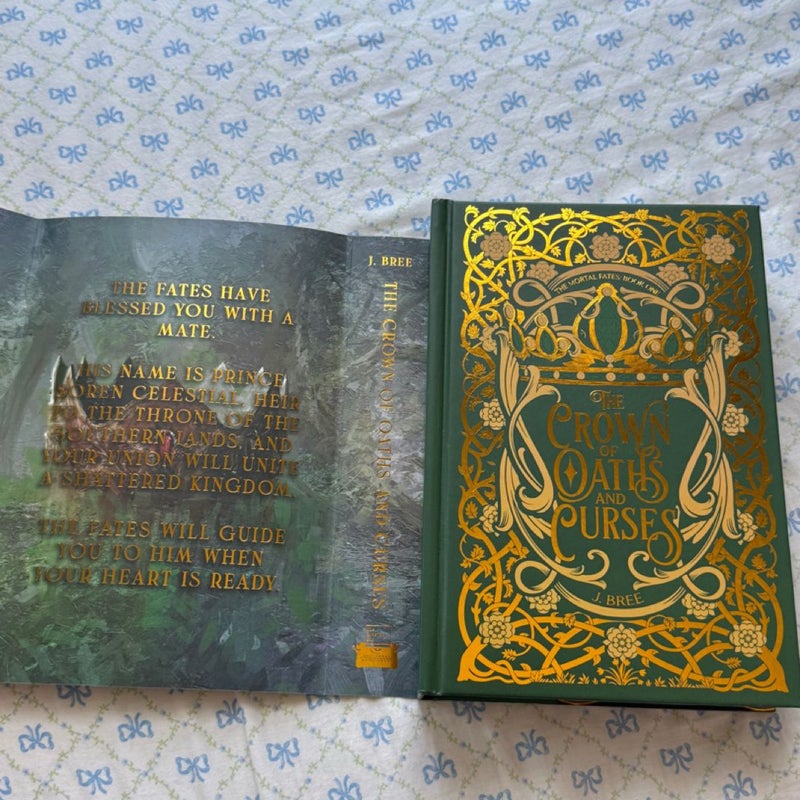 THE FATES HAVE
BLESSED YOU WITH A
MATE.
HIS NAME IS PRINCE
SOREN CELESTIAL, HEIR
TO THE THRONE OF THE
SOUTHERN LANDS, AND
YOUR UNION WILL UNITE
A SHATTERED KINGDOM.
THE FATES WILL GUIDE
YOU TO HIM WHEN
YOUR HEART IS READY.
J. BREE
THE CROWN OF OATHS AND CURSES
THE MORTAL FATES: BOOK ONE
THE
CROWN
OF
OATHS
AND
CURSES
J. BREE